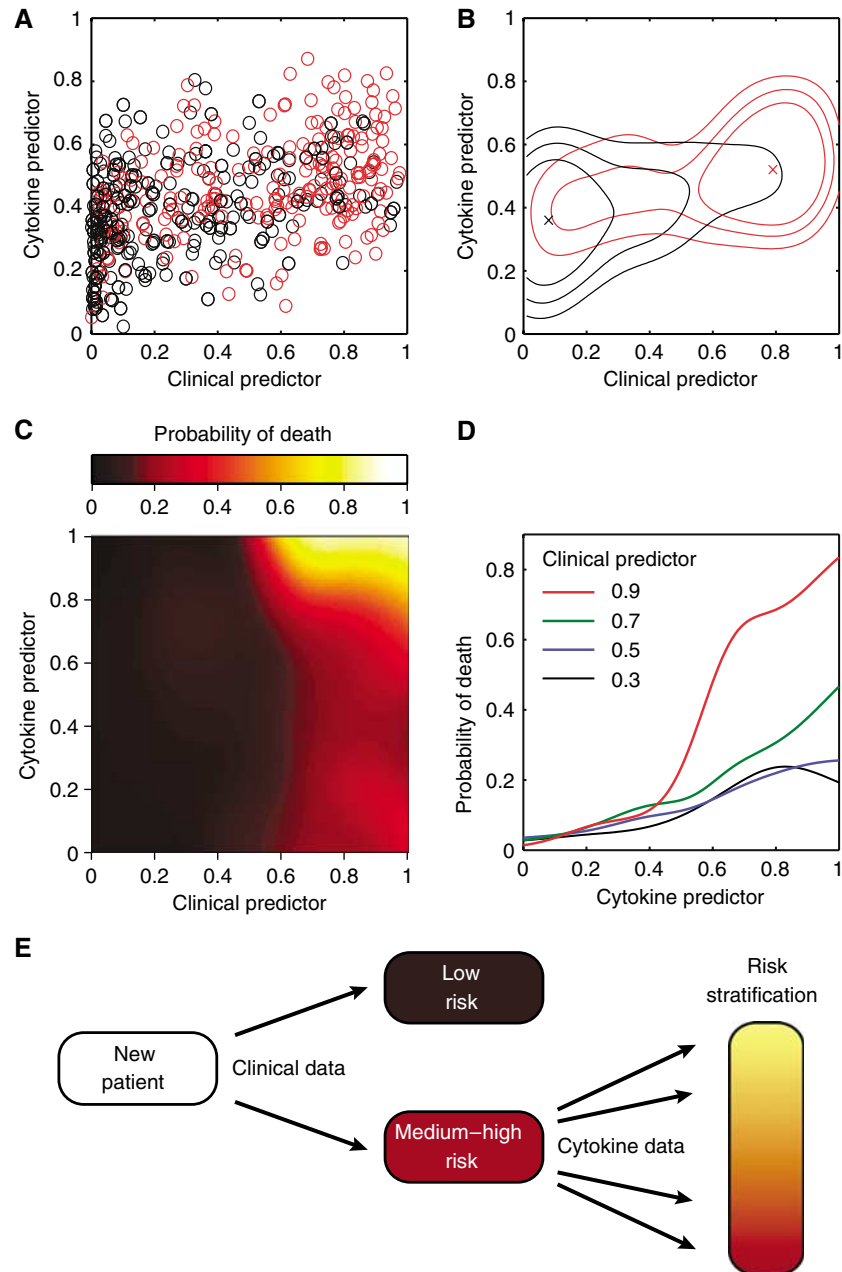 A
1
0.8
0.6
0.4
0.2
0
Cytokine predictor
0 0.2 0.4 0.6 0.8 1
Clinical predictor
B
1
0.8
0.6
0.4
0.2
0
Cytokine predictor
0 0.2 0.4 0.6 0.8 1
Clinical predictor
C
Probability of death
0 0.2 0.4 0.6 0.8 1
1
0.8
0.6
0.4
0.2
0
Cytokine predictor
0 0.2 0.4 0.6 0.8 1
Clinical predictor
D
0.8
0.6
0.4
0.2
0
Probability of death
Clinical predictor
0.9
0.7
0.5
0.3
0 0.2 0.4 0.6 0.8 1
Cytokine predictor
E
New
patient
Clinical data
Low
risk
Medium–high
risk
Cytokine data
Risk
stratification